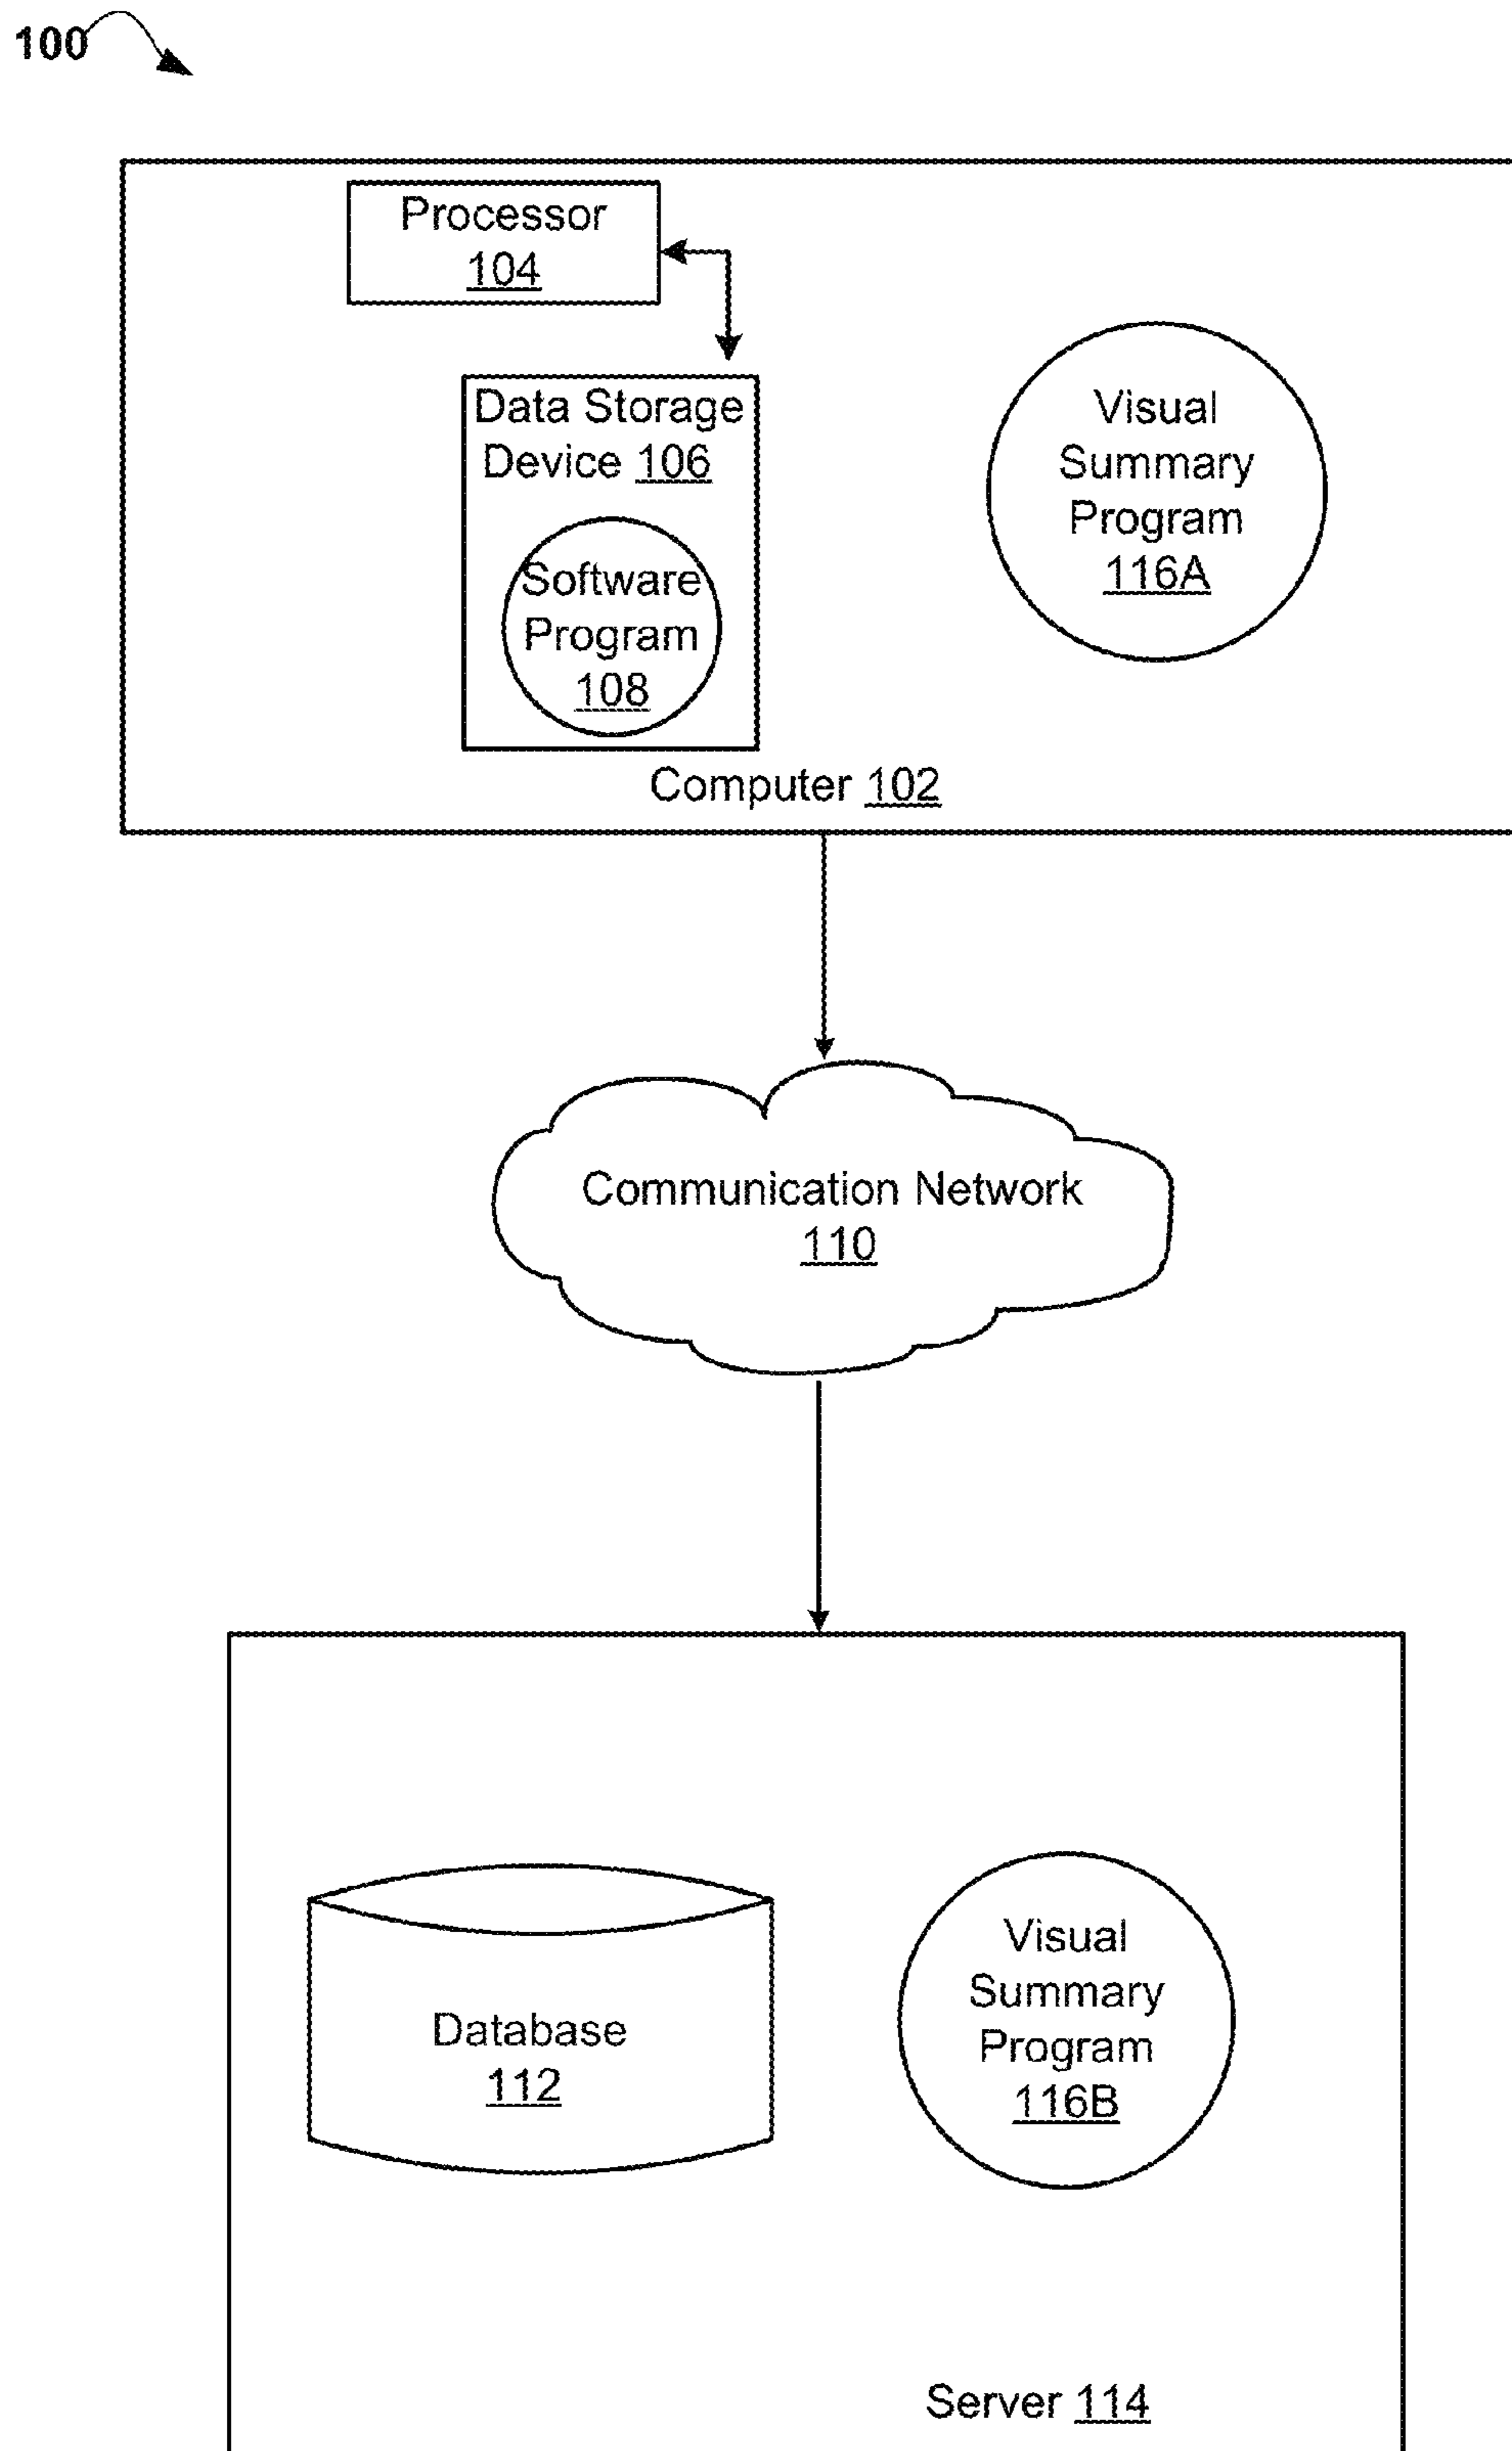 100
Processor
104
Data Storage
Device 106
Software
Program
108
Visual
Summary
Program
116A
Computer 102
Communication Network
110
Database
112
Visual
Summary
Program
116B
Server 114